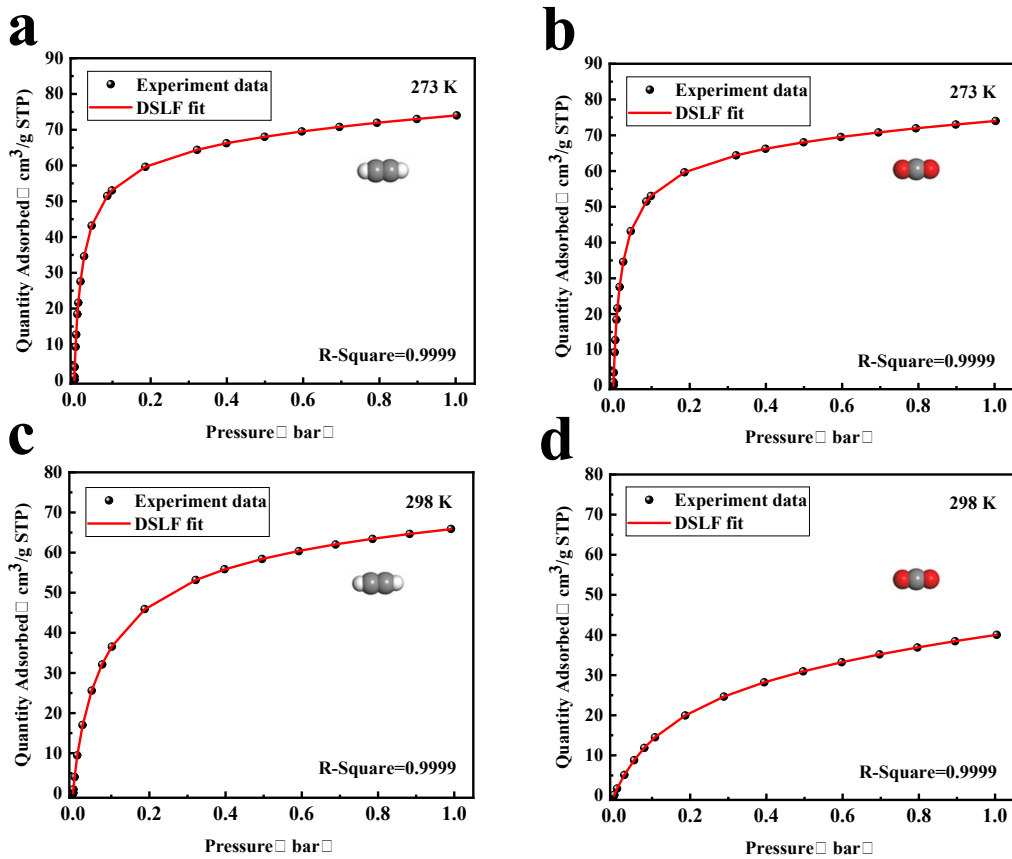 a
90
80
70
60
50
40
30
20
10
0
Quantity Adsorbed□ cm³/g STP)
Experiment data
DSLF fit
273 K
R-Square=0.9999
0.0 0.2 0.4 0.6 0.8 1.0
Pressure□ bar□
b
90
80
70
60
50
40
30
20
10
0
Quantity Adsorbed□ cm³/g STP)
Experiment data
DSLF fit
273 K
R-Square=0.9999
0.0 0.2 0.4 0.6 0.8 1.0
Pressure□ bar□
c
80
70
60
50
40
30
20
10
0
Quantity Adsorbed□ cm³/g STP)
Experiment data
DSLF fit
298 K
R-Square=0.9999
0.0 0.2 0.4 0.6 0.8 1.0
Pressure□ bar□
d
80
70
60
50
40
30
20
10
0
Quantity Adsorbed□ cm³/g STP)
Experiment data
DSLF fit
298 K
R-Square=0.9999
0.0 0.2 0.4 0.6 0.8 1.0
Pressure□ bar□